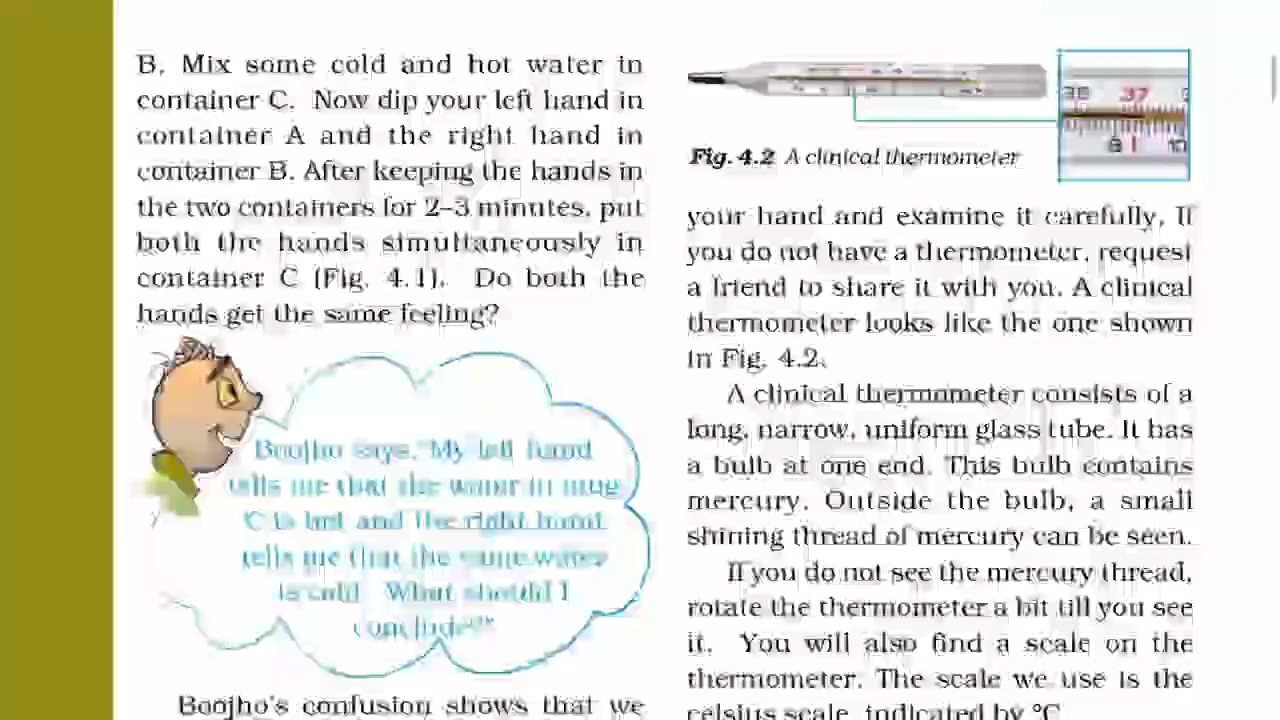 B. Mix some cold and hot water in
container C. Now dip your left hand in
container A and the right hand in
container B. After keeping the hands in
the two containers for 2–3 minutes, put
both the hands simultaneously in
container C (Fig. 4.1). Do both the
hands get the same feeling?
Boojho says, "My left hand
tells me that the water in mug
C is hot and the right hand
tells me that the same water
is cold. What should I
conclude?"
Boojho's confusion shows that we
37
Fig. 4.2 A clinical thermometer
your hand and examine it carefully. If
you do not have a thermometer, request
a friend to share it with you. A clinical
thermometer looks like the one shown
in Fig. 4.2.
A clinical thermometer consists of a
long, narrow, uniform glass tube. It has
a bulb at one end. This bulb contains
mercury. Outside the bulb, a small
shining thread of mercury can be seen.
If you do not see the mercury thread,
rotate the thermometer a bit till you see
it. You will also find a scale on the
thermometer. The scale we use is the
celsius scale, indicated by °C